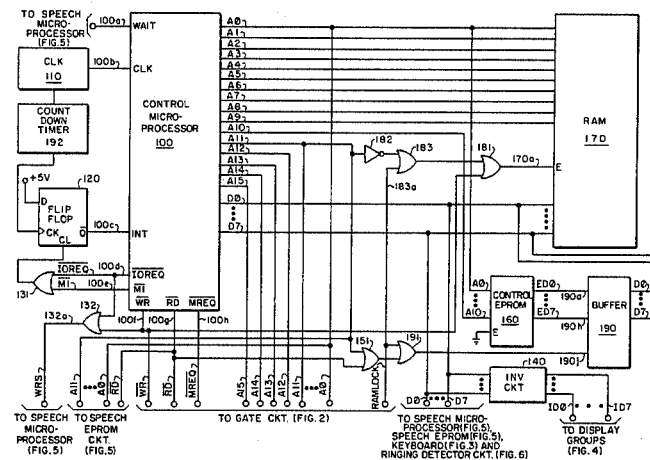 TO SPEECH
MICRO-
PROCESSOR
(FIG.5)
100a
WAIT
CLK
110
100b
CLK
COUNT
DOWN
TIMER
192
CONTROL
MICRO-
PROCESSOR
100
+5V
120
D
FLIP
FLOP
CK
CL
Q
100c
INT
IOREQ
100d
IOREQ
M1
100e
M1
131
132
132a
WR
RD
MREQ
100f
100g
100h
A0
A1
A2
A3
A4
A5
A6
A7
A8
A9
A10
A11
A12
A13
A14
A15
D0
D7
RAM
170
182
183
181
170a
E
183a
A0
A10
CONTROL
EPROM
160
E
ED0
ED7
190a
190h
190j
BUFFER
190
D0
D7
151
191
140
INV
CKT
WRS
A11
A0
RD
WR
RD
MREQ
A15
A14
A13
A12
A11
A0
RAMLOCK
D0
D7
ID0
ID7
TO SPEECH
MICRO-
PROCESSOR
(FIG.5)
TO SPEECH
EPROM
CKT.
(FIG.5)
TO GATE CKT. (FIG.2)
TO SPEECH MICRO-
PROCESSOR(FIG.5),
SPEECH EPROM(FIG.5),
KEYBOARD(FIG.3) AND
RINGING DETECTOR CKT. (FIG.6)
TO DISPLAY
GROUPS
(FIG.4)